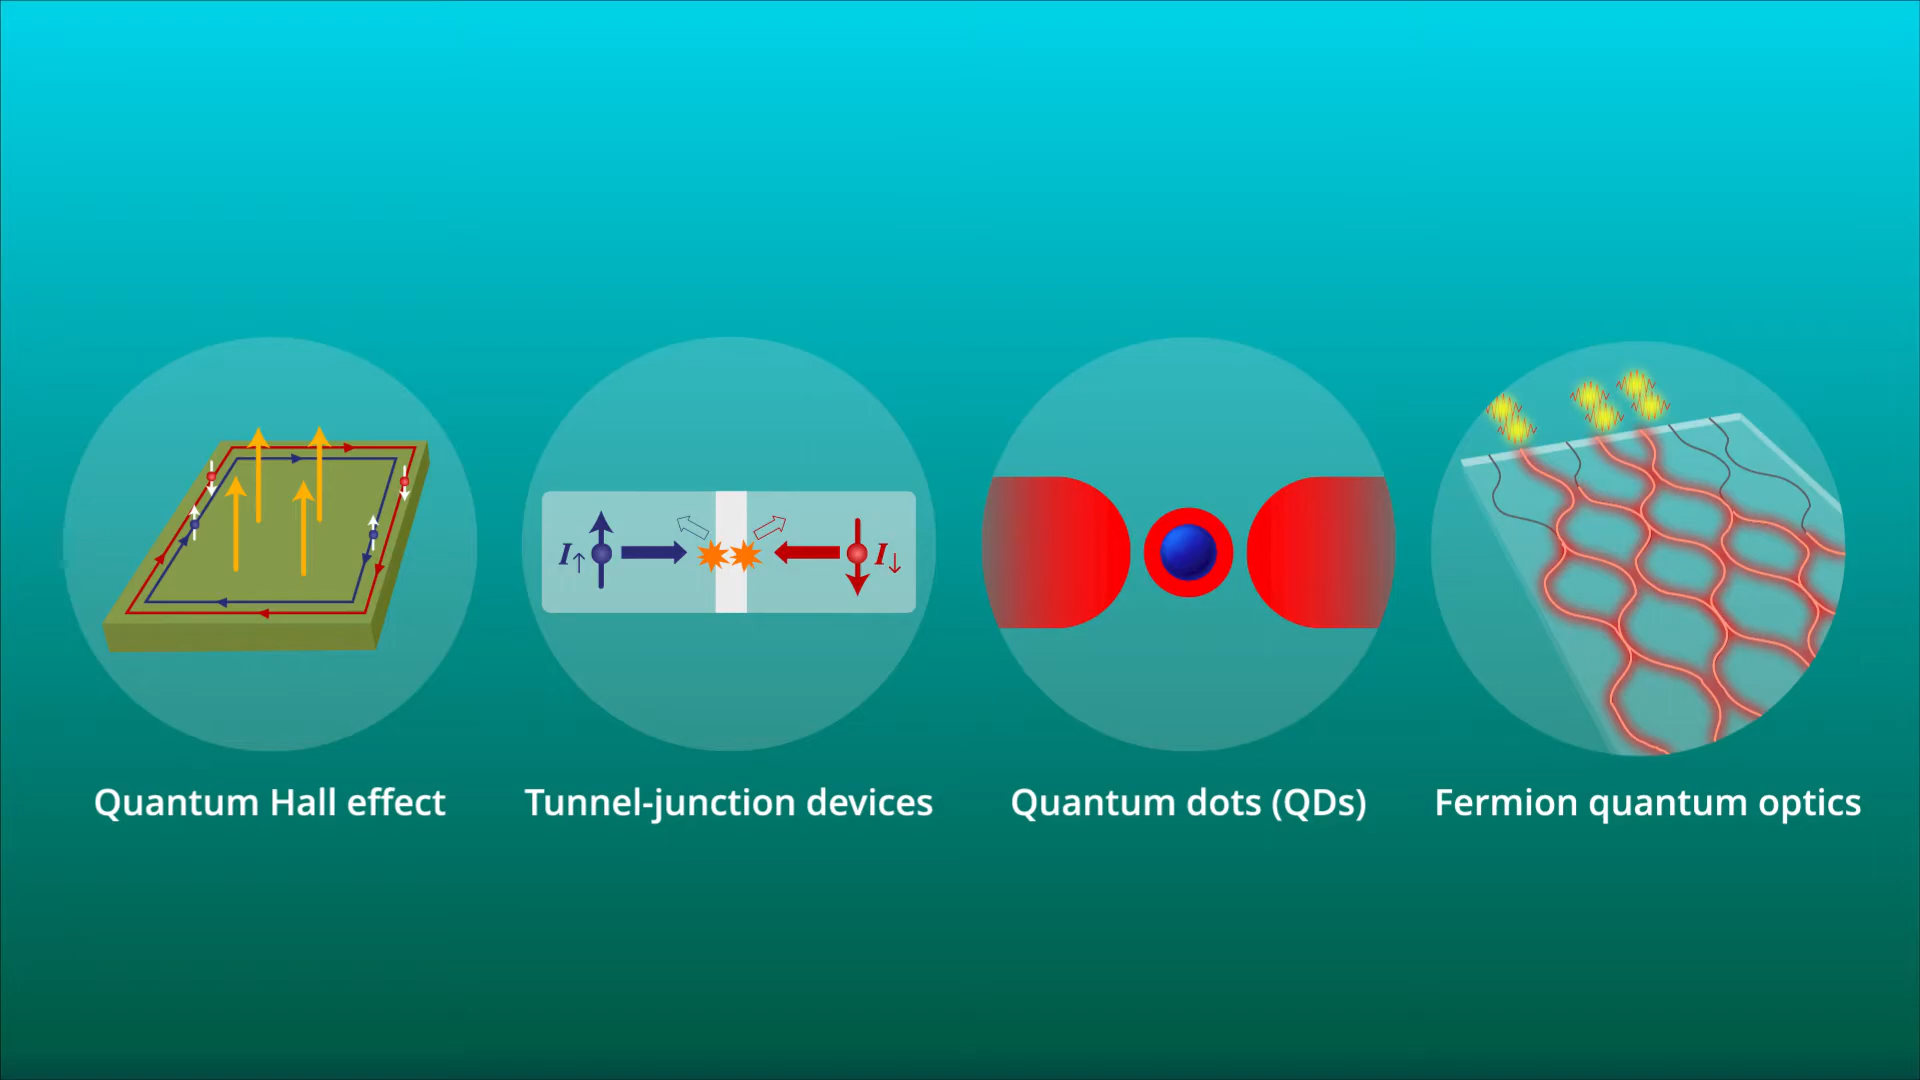 I↑
I↓
Quantum Hall effect
Tunnel-junction devices
Quantum dots (QDs)
Fermion quantum optics